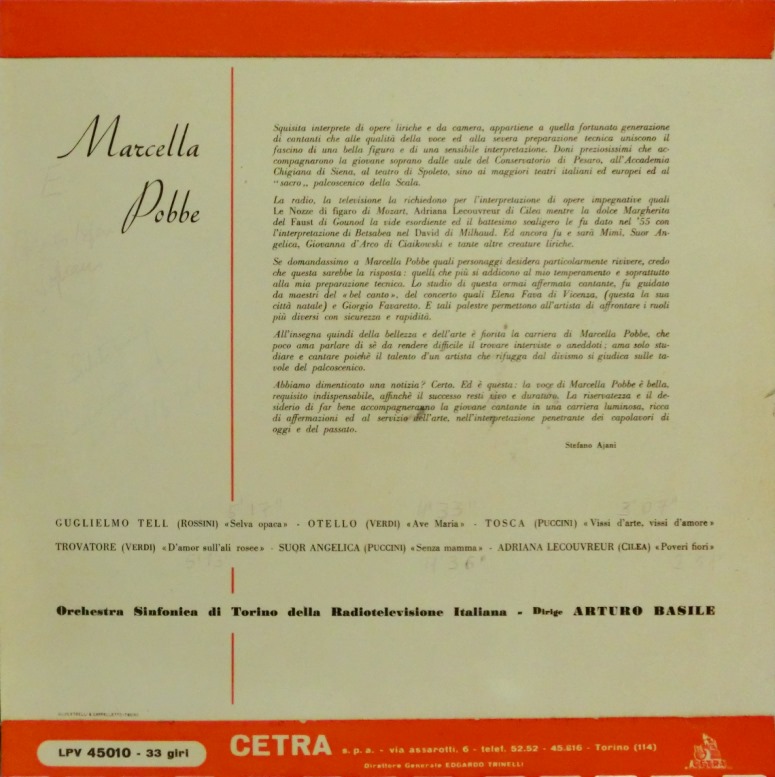 Marcella
Pobbe
Squisita interprete di opere liriche e da camera, appartiene a quella fortunata generazione
di cantanti che alle qualità della voce ed alla severa preparazione tecnica uniscono il
fascino di una bella figura e di una sensibile interpretazione. Doni preziosissimi che ac-
compagnarono la giovane soprano dalle aule del Conservatorio di Pesaro, all'Accademia
Chigiana di Siena, al teatro di Spoleto, sino ai maggiori teatri italiani ed europei ed al
"sacro,, palcoscenico della Scala.
La radio, la televisione la richiedono per l'interpretazione di opere impegnative quali
Le Nozze di figaro di Mozart, Adriana Lecouvreur di Cilea mentre la dolce Margherita
del Faust di Gounod la vide esordiente ed il battesimo scaligero le fu dato nel '55 con
l'interpretazione di Betsabea nel David di Milhaud. Ed ancora fu e sarà Mimì, Suor An-
gelica, Giovanna d'Arco di Ciaikowski e tante altre creature liriche.
Se domandassimo a Marcella Pobbe quali personaggi desidera particolarmente rivivere, credo
che questa sarebbe la risposta: quelli che più si addicono al mio temperamento e soprattutto
alla mia preparazione tecnica. Lo studio di questa ormai affermata cantante, fu guidato
da maestri del «bel canto», del concerto quali Elena Fava di Vicenza, (questa la sua
città natale) e Giorgio Favaretto. E tali palestre permettono all'artista di affrontare i ruoli
più diversi con sicurezza e rapidità.
All'insegna quindi della bellezza e dell'arte è fiorita la carriera di Marcella Pobbe, che
poco ama parlare di sè da rendere difficile il trovare interviste o aneddoti; ama solo stu-
diare e cantare poichè il talento d'un artista che rifugga dal divismo si giudica sulle ta-
vole del palcoscenico.
Abbiamo dimenticato una notizia? Certo. Ed è questa: la voce di Marcella Pobbe è bella,
requisito indispensabile, affinchè il successo resti vivo e duraturo. La riservatezza e il de-
siderio di far bene accompagneranno la giovane cantante in una carriera luminosa, ricca
di affermazioni ed al servizio dell'arte, nell'interpretazione penetrante dei capolavori di
oggi e del passato.
Stefano Ajani
GUGLIELMO TELL (ROSSINI) «Selva opaca» - OTELLO (VERDI) «Ave Maria» - TOSCA (PUCCINI) «Vissi d'arte, vissi d'amore»
TROVATORE (VERDI) «D'amor sull'ali rosee» - SUOR ANGELICA (PUCCINI) «Senza mamma» - ADRIANA LECOUVREUR (CILEA) «Poveri fiori»
Orchestra Sinfonica di Torino della Radiotelevisione Italiana - Dirige ARTURO BASILE
LPV 45010 - 33 giri
CETRA s.p.a. - via assarotti, 6 - telef. 52.52 - 45.816 - Torino (114)
Direttore Generale EDGARDO TRINELLI
CETRA